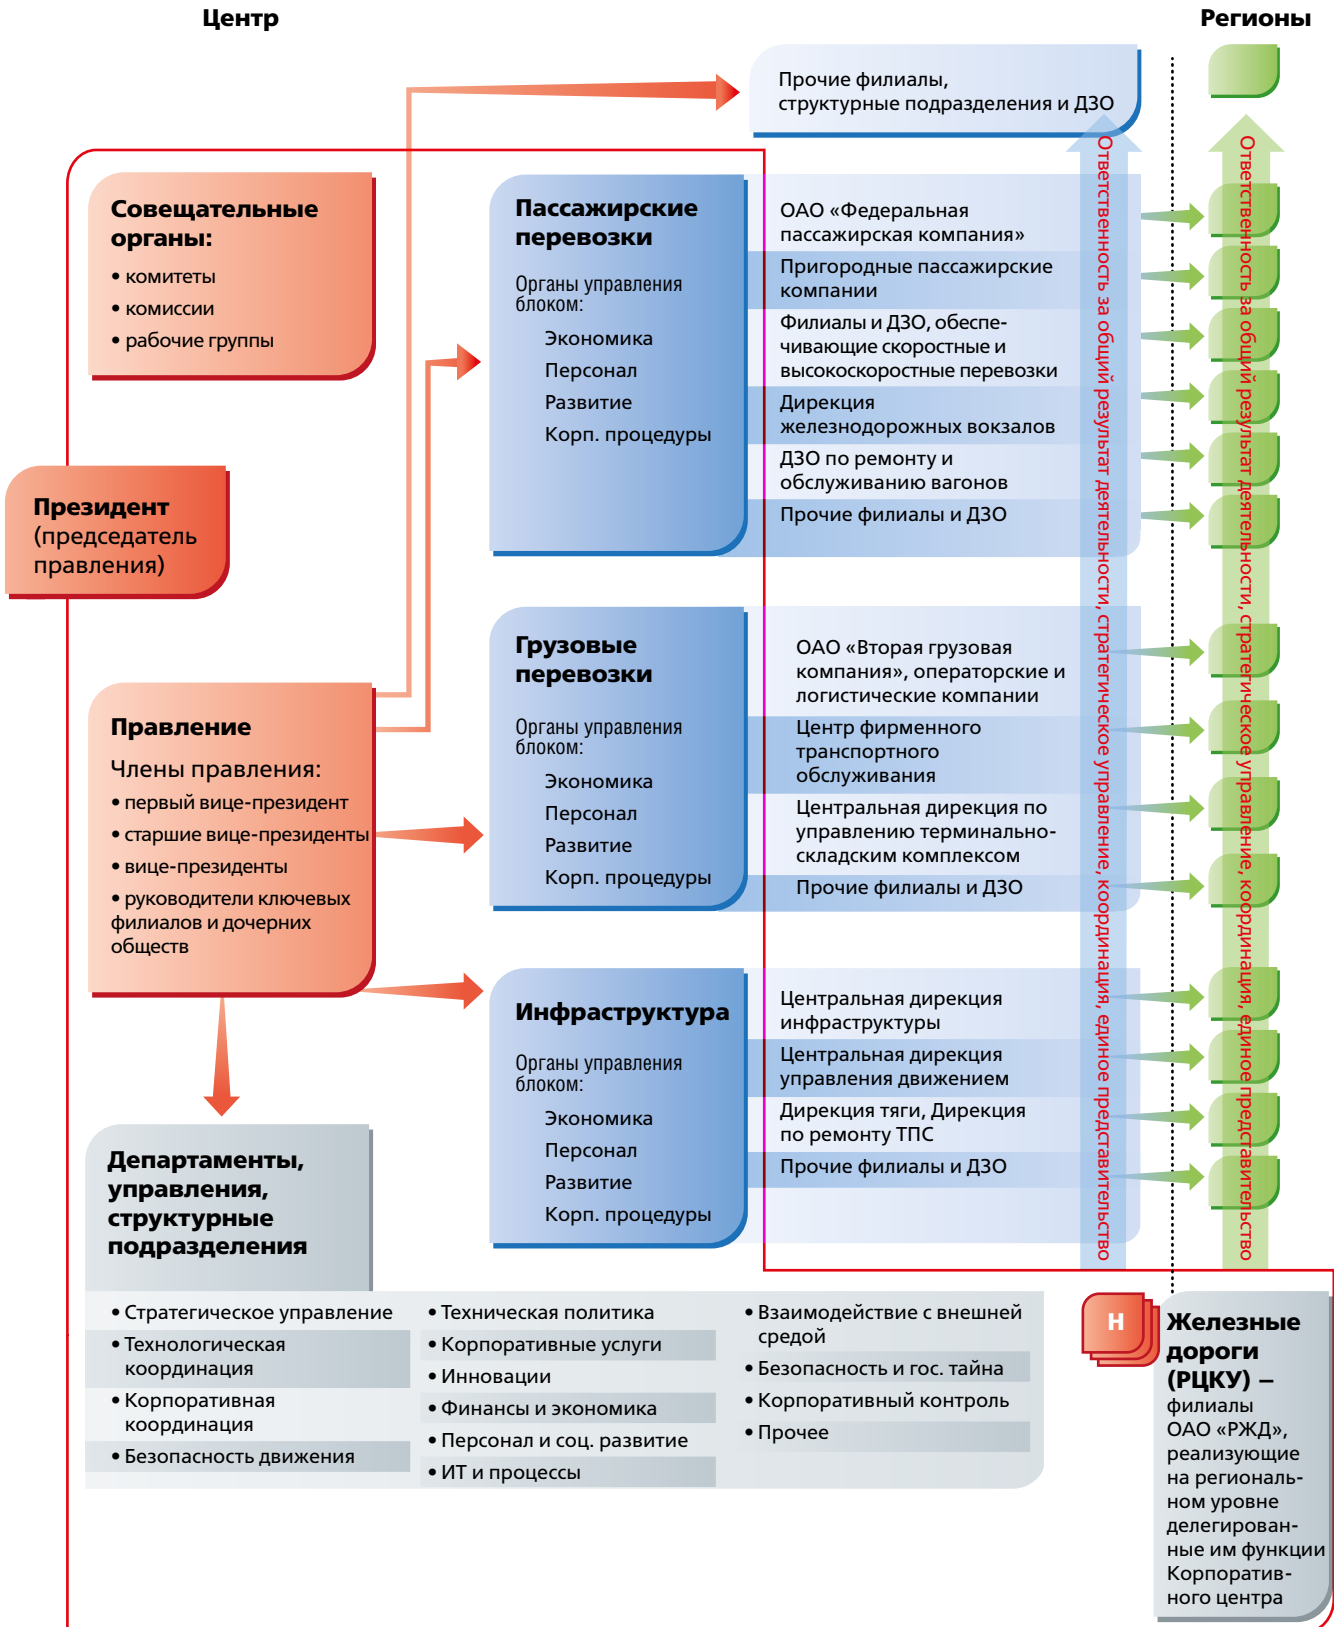 Центр
Регионы
Прочие филиалы,
структурные подразделения и ДЗО
Совещательные
органы:
• комитеты
• комиссии
• рабочие группы
Президент
(председатель
правления)
Правление
Члены правления:
• первый вице-президент
• старшие вице-президенты
• вице-президенты
• руководители ключевых
филиалов и дочерних
обществ
Департаменты,
управления,
структурные
подразделения
Пассажирские
перевозки
Органы управления
блоком:
Экономика
Персонал
Развитие
Корп. процедуры
ОАО «Федеральная
пассажирская компания»
Пригородные пассажирские
компании
Филиалы и ДЗО, обеспе-
чивающие скоростные и
высокоскоростные перевозки
Дирекция
железнодорожных вокзалов
ДЗО по ремонту и
обслуживанию вагонов
Прочие филиалы и ДЗО
Грузовые
перевозки
Органы управления
блоком:
Экономика
Персонал
Развитие
Корп. процедуры
ОАО «Вторая грузовая
компания», операторские и
логистические компании
Центр фирменного
транспортного
обслуживания
Центральная дирекция по
управлению терминально-
складским комплексом
Прочие филиалы и ДЗО
Инфраструктура
Органы управления
блоком:
Экономика
Персонал
Развитие
Корп. процедуры
Центральная дирекция
инфраструктуры
Центральная дирекция
управления движением
Дирекция тяги, Дирекция
по ремонту ТПС
Прочие филиалы и ДЗО
Ответственность за общий результат деятельности, стратегическое управление, координация, единое представительство
Ответственность за общий результат деятельности, стратегическое управление, координация, единое представительство
• Стратегическое управление
• Технологическая
координация
• Корпоративная
координация
• Безопасность движения
• Техническая политика
• Корпоративные услуги
• Инновации
• Финансы и экономика
• Персонал и соц. развитие
• ИТ и процессы
• Взаимодействие с внешней
средой
• Безопасность и гос. тайна
• Корпоративный контроль
• Прочее
Н
Железные
дороги
(РЦКУ) –
филиалы
ОАО «РЖД»,
реализующие
на региональ-
ном уровне
делегирован-
ные им функции
Корпоратив-
ного центра